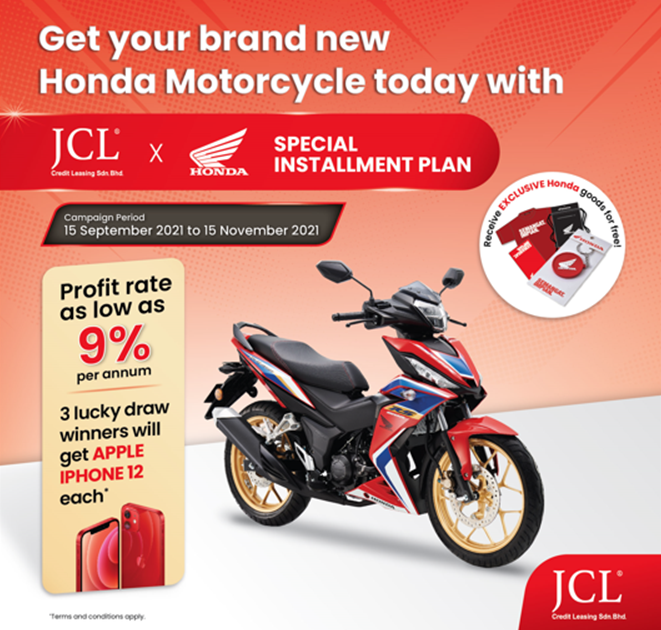 Get your brand new
Honda Motorcycle today with
JCL®
Credit Leasing Sdn.Bhd.
X
HONDA
SPECIAL
INSTALLMENT PLAN
Campaign Period
15 September 2021 to 15 November 2021
Receive EXCLUSIVE Honda goods for free!
HONDA
SEMANGAT
IMPIAN.
Profit rate
as low as
9%
per annum
3 lucky draw
winners will
get APPLE
IPHONE 12
each*
*Terms and conditions apply.
JCL®
Credit Leasing Sdn.Bhd.